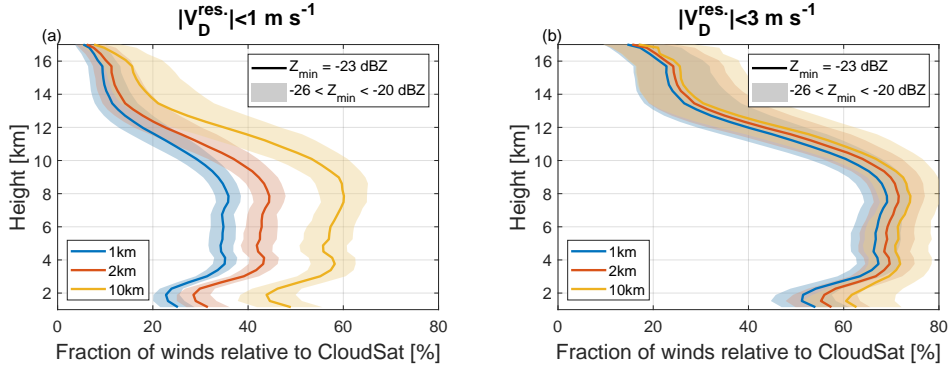 |V_D^res.|<1 m s^-1
(a)
Z_min = -23 dBZ
-26 < Z_min < -20 dBZ
16
14
12
10
8
6
4
2
Height [km]
1km
2km
10km
0 20 40 60 80
Fraction of winds relative to CloudSat [%]
|V_D^res.|<3 m s^-1
(b)
Z_min = -23 dBZ
-26 < Z_min < -20 dBZ
16
14
12
10
8
6
4
2
Height [km]
1km
2km
10km
0 20 40 60 80
Fraction of winds relative to CloudSat [%]